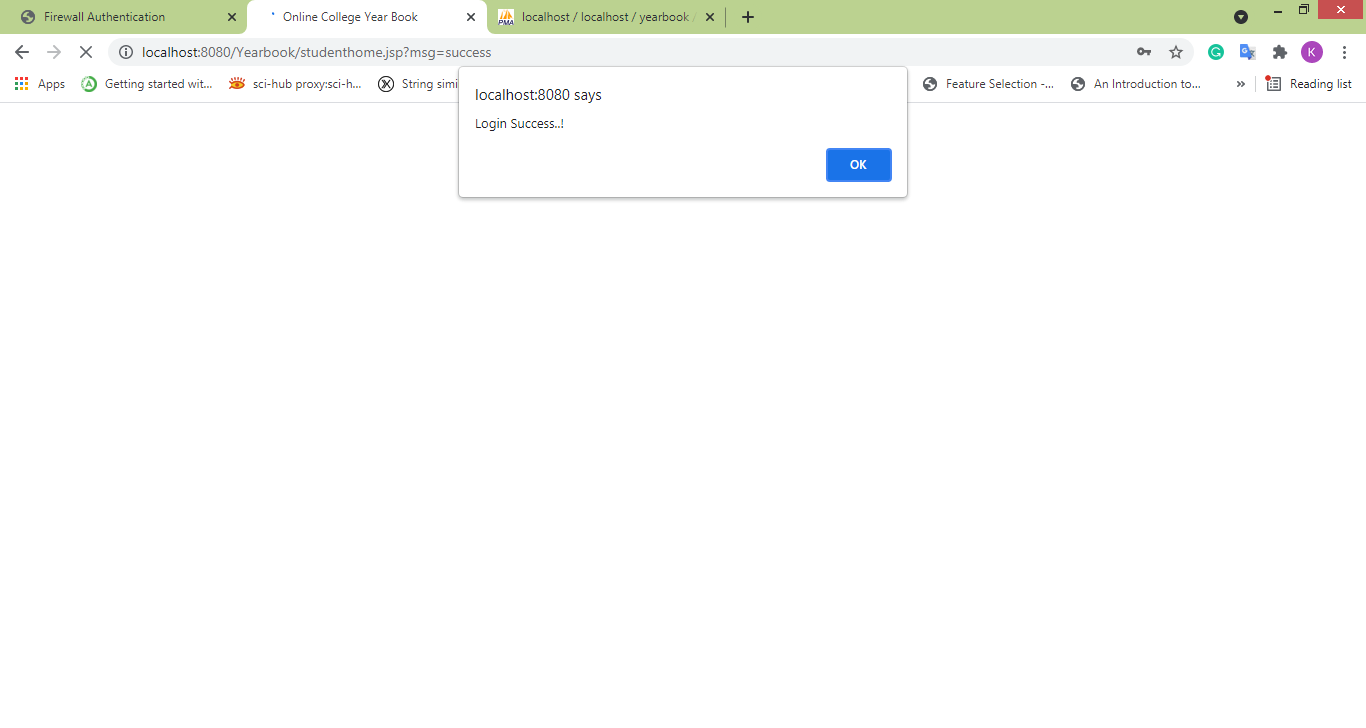 Firewall Authentication
Online College Year Book
PMA
localhost / localhost / yearbook /
localhost:8080/Yearbook/studenthome.jsp?msg=success
K
Apps
A
Getting started wit...
sci-hub proxy:sci-h...
X
String simi
Feature Selection -...
An Introduction to...
»
Reading list
localhost:8080 says
Login Success..!
OK